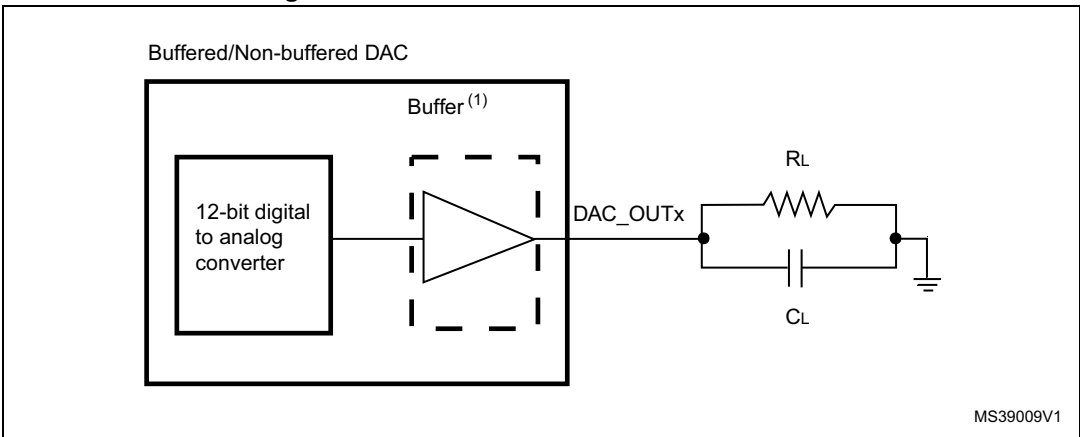 Buffered/Non-buffered DAC
Buffer (1)
12-bit digital
to analog
converter
DAC_OUTx
RL
CL
MS39009V1